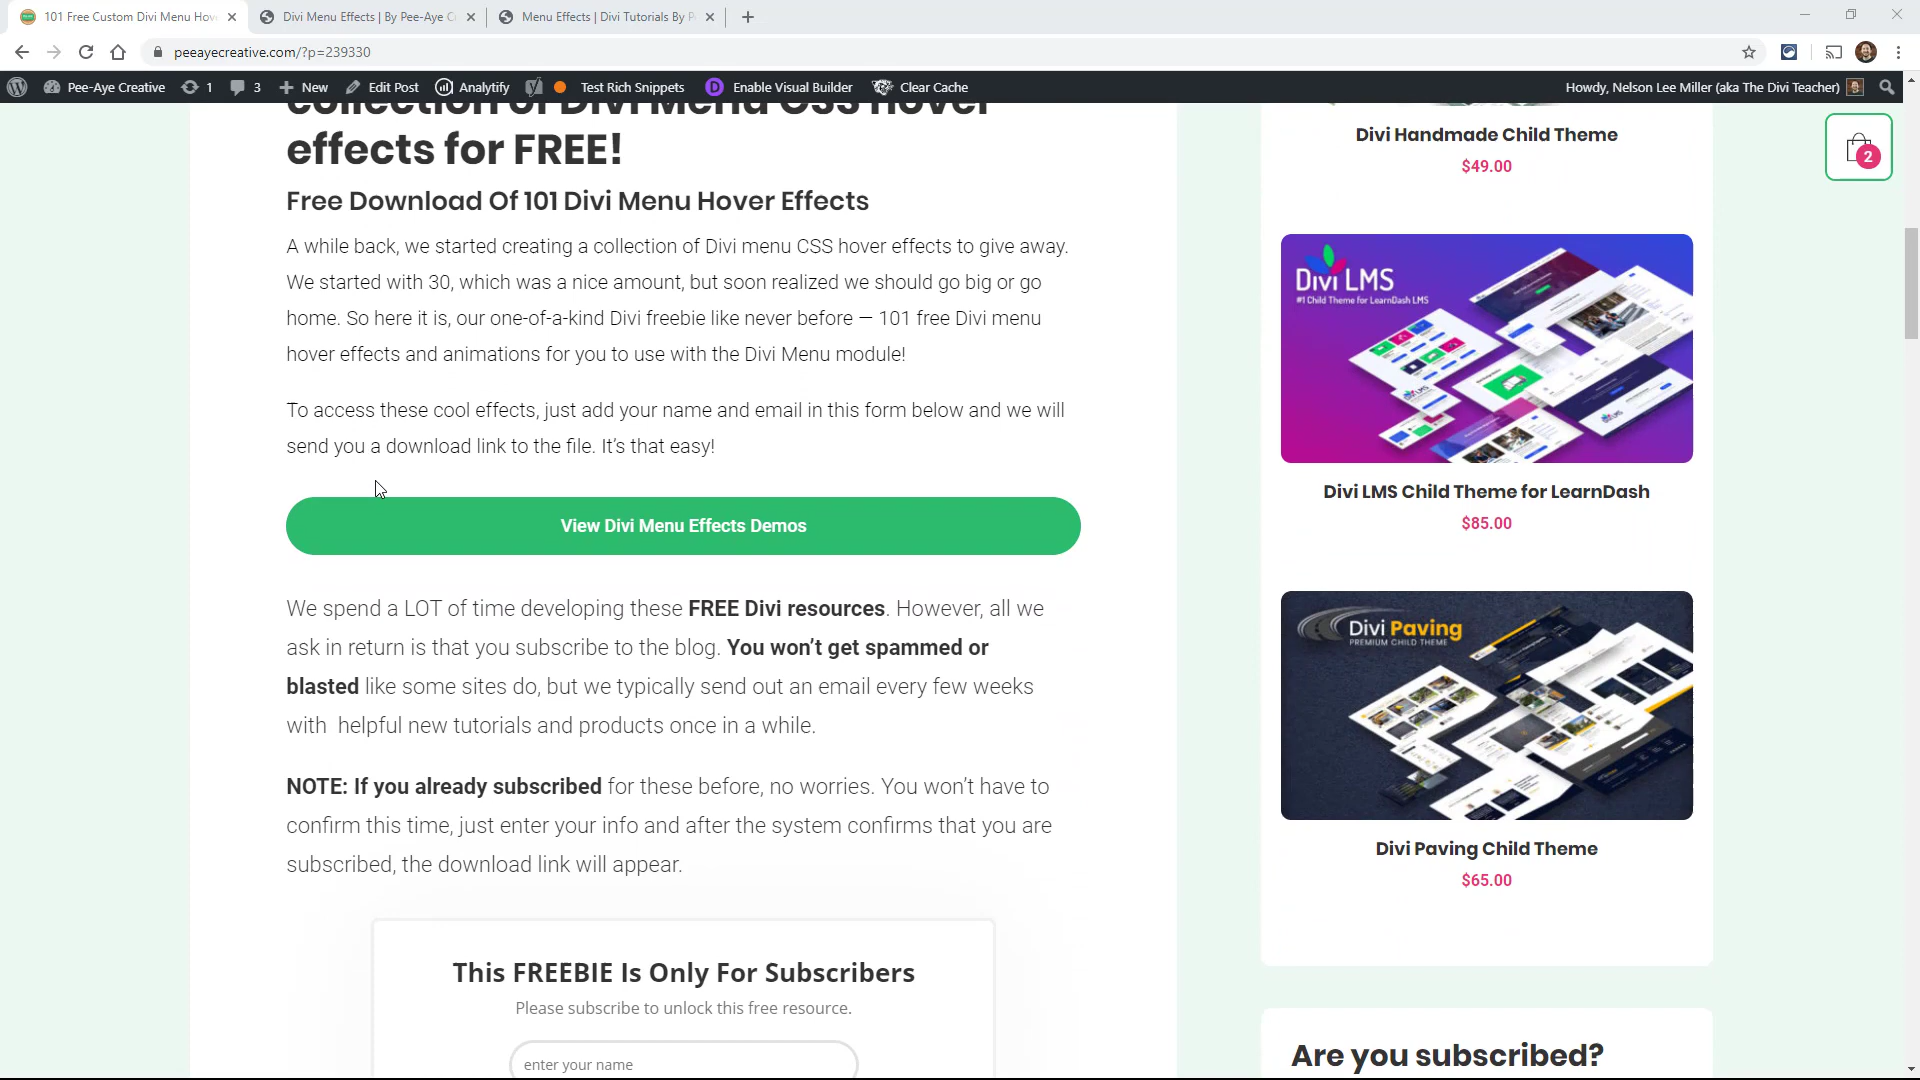 101 Free Custom Divi Menu Hov
Divi Menu Effects | By Pee-Aye C
Menu Effects | Divi Tutorials By P
peeayecreative.com/?p=239330
Pee-Aye Creative
1
3
New
Edit Post
Analytify
Test Rich Snippets
D
Enable Visual Builder
Clear Cache
Howdy, Nelson Lee Miller (aka The Divi Teacher)
collection of Divi Menu CSS hover
effects for FREE!
Free Download Of 101 Divi Menu Hover Effects
A while back, we started creating a collection of Divi menu CSS hover effects to give away.
We started with 30, which was a nice amount, but soon realized we should go big or go
home. So here it is, our one-of-a-kind Divi freebie like never before — 101 free Divi menu
hover effects and animations for you to use with the Divi Menu module!
To access these cool effects, just add your name and email in this form below and we will
send you a download link to the file. It's that easy!
View Divi Menu Effects Demos
We spend a LOT of time developing these FREE Divi resources. However, all we
ask in return is that you subscribe to the blog. You won't get spammed or
blasted like some sites do, but we typically send out an email every few weeks
with helpful new tutorials and products once in a while.
NOTE: If you already subscribed for these before, no worries. You won't have to
confirm this time, just enter your info and after the system confirms that you are
subscribed, the download link will appear.
This FREEBIE Is Only For Subscribers
Please subscribe to unlock this free resource.
enter your name
Divi Handmade Child Theme
$49.00
2
Divi LMS
#1 Child Theme for LearnDash LMS
Divi LMS Child Theme for LearnDash
$85.00
Divi Paving
PREMIUM CHILD THEME
Divi Paving Child Theme
$65.00
Are you subscribed?